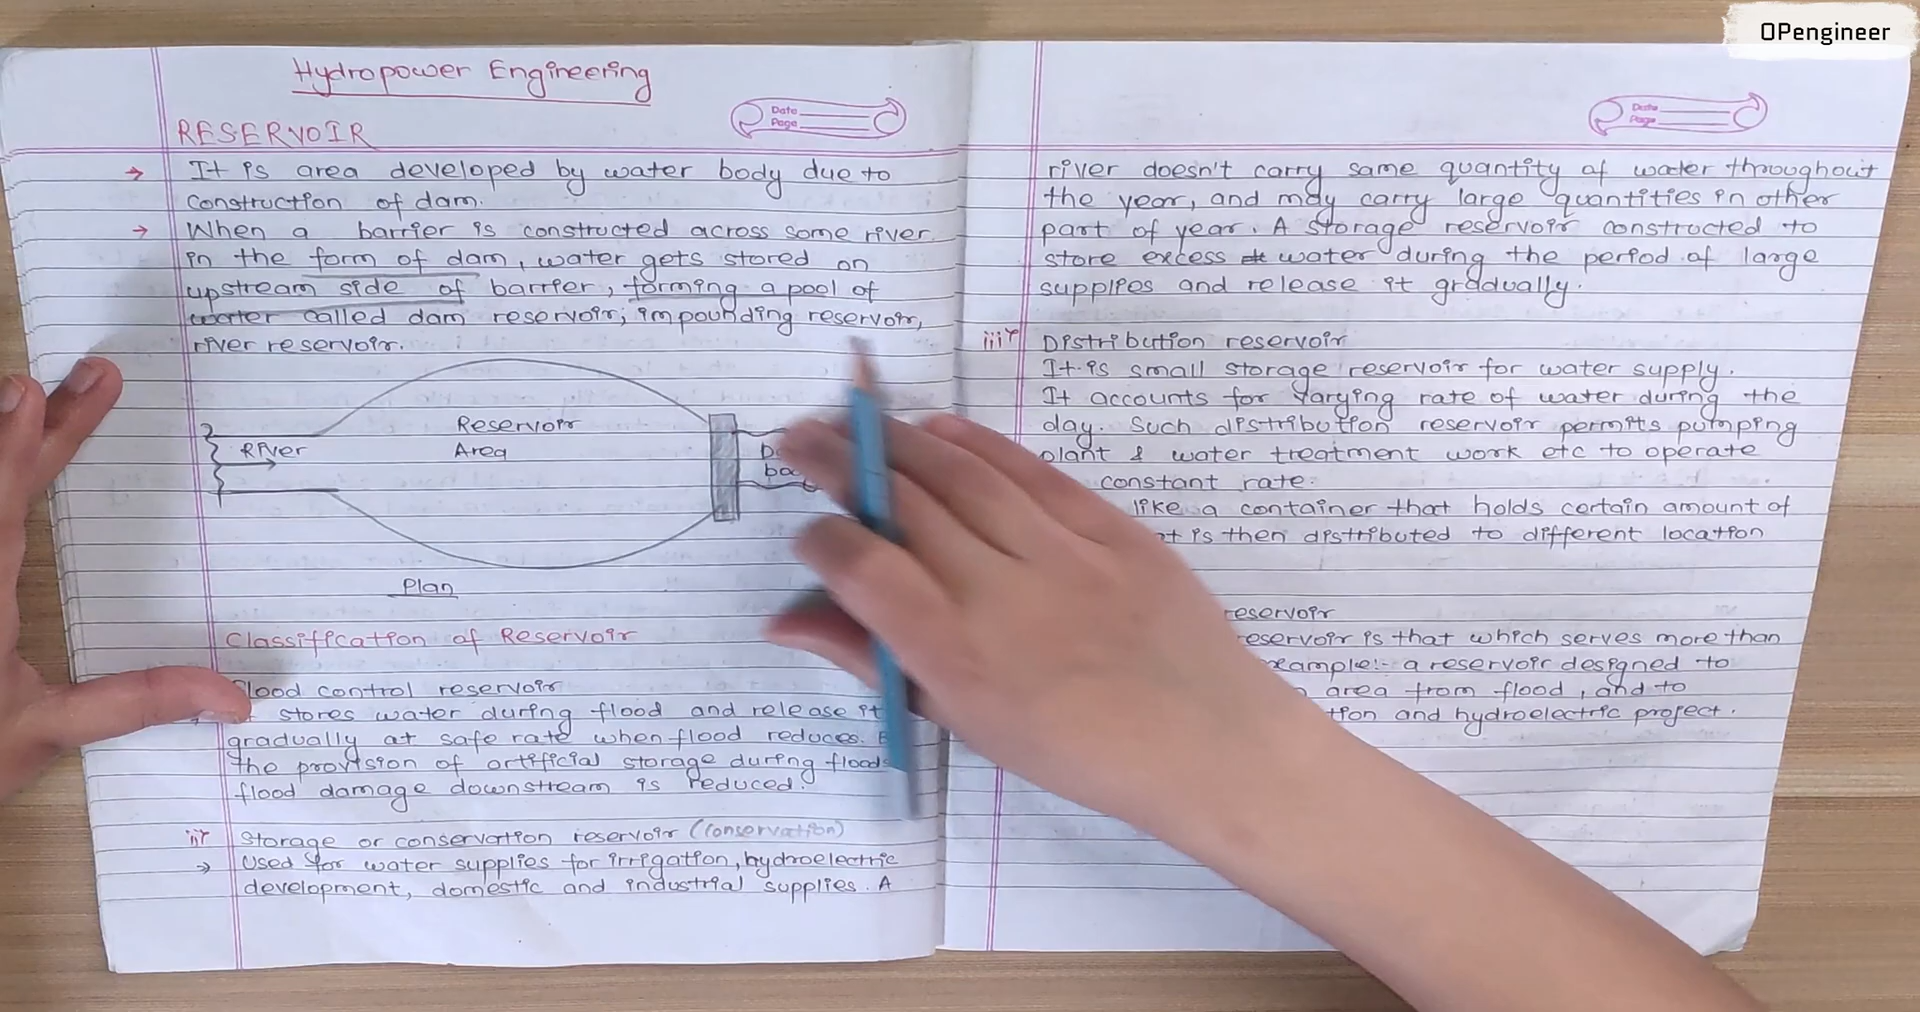 OPengineer
Hydropower Engineering
Date
Page
RESERVOIR
→ It is area developed by water body due to
construction of dam.
→ When a barrier is constructed across some river
in the form of dam, water gets stored on
upstream side of barrier, forming a pool of
water called dam reservoir, impounding reservoir,
river reservoir.
Reservoir
Area
River
Plan
Classification of Reservoir
flood control reservoir
stores water during flood and release it
gradually at safe rate when flood reduces.
the provision of artificial storage during floods
flood damage downstream is reduced.
ii) Storage or conservation reservoir (conservation)
→ Used for water supplies for irrigation, hydroelectric
development, domestic and industrial supplies. A
Date
Page
river doesn't carry same quantity of water throughout
the year, and may carry large quantities in other
part of year. A storage reservoir constructed to
store excess water during the period of large
supplies and release it gradually.
iii) Distribution reservoir
It is small storage reservoir for water supply.
It accounts for varying rate of water during the
day. Such distribution reservoir permits pumping
plant & water treatment work etc to operate
constant rate.
like a container that holds certain amount of
is then distributed to different location
reservoir
reservoir is that which serves more than
example:- a reservoir designed to
area from flood, and to
and hydroelectric project.